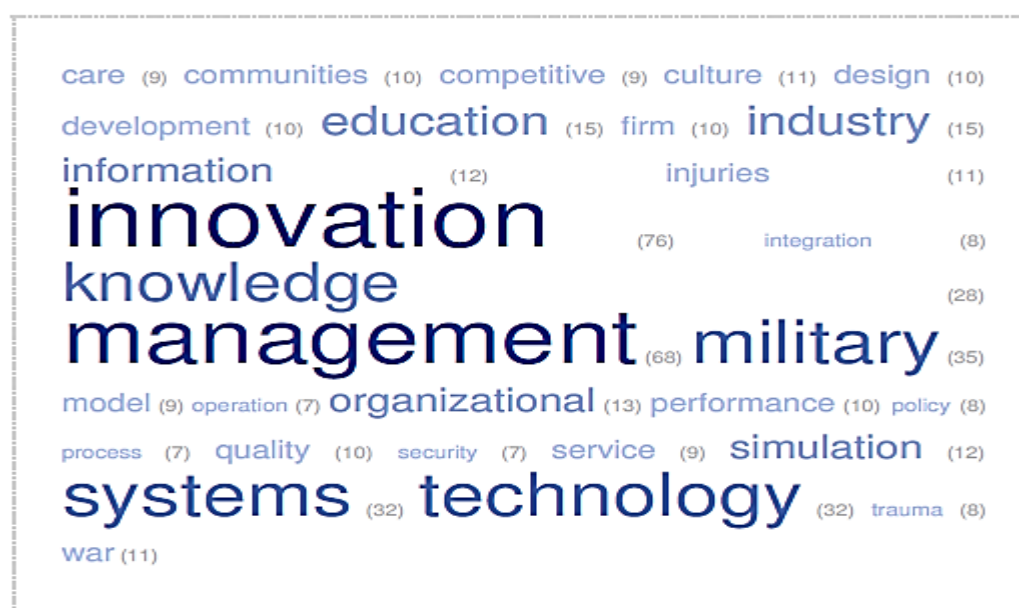 care (9) communities (10) competitive (9) culture (11) design (10)
development (10) education (15) firm (10) industry (15)
information (12) injuries (11)
innovation (76) integration (8)
knowledge (28)
management (68) military (35)
model (9) operation (7) organizational (13) performance (10) policy (8)
process (7) quality (10) security (7) service (9) simulation (12)
systems (32) technology (32) trauma (8)
war (11)